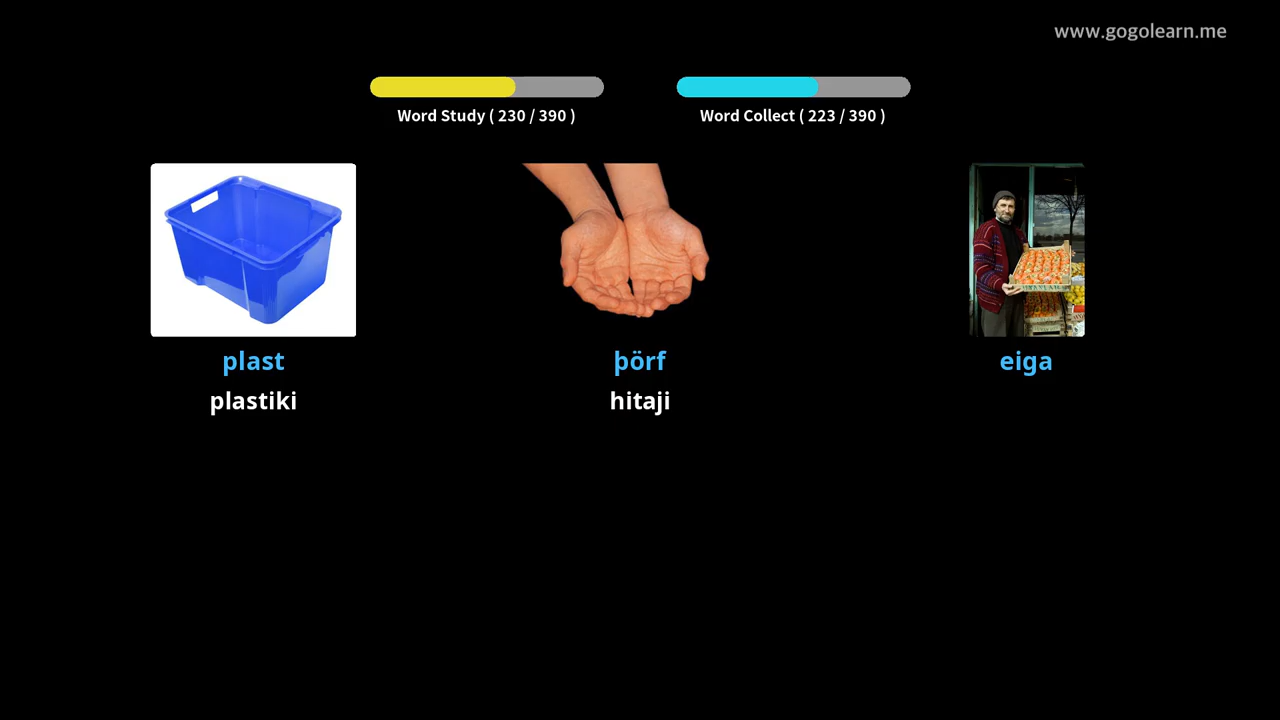 www.gogolearn.me
Word Study ( 230 / 390 )
Word Collect ( 223 / 390 )
plast
þörf
eiga
plastiki
hitaji